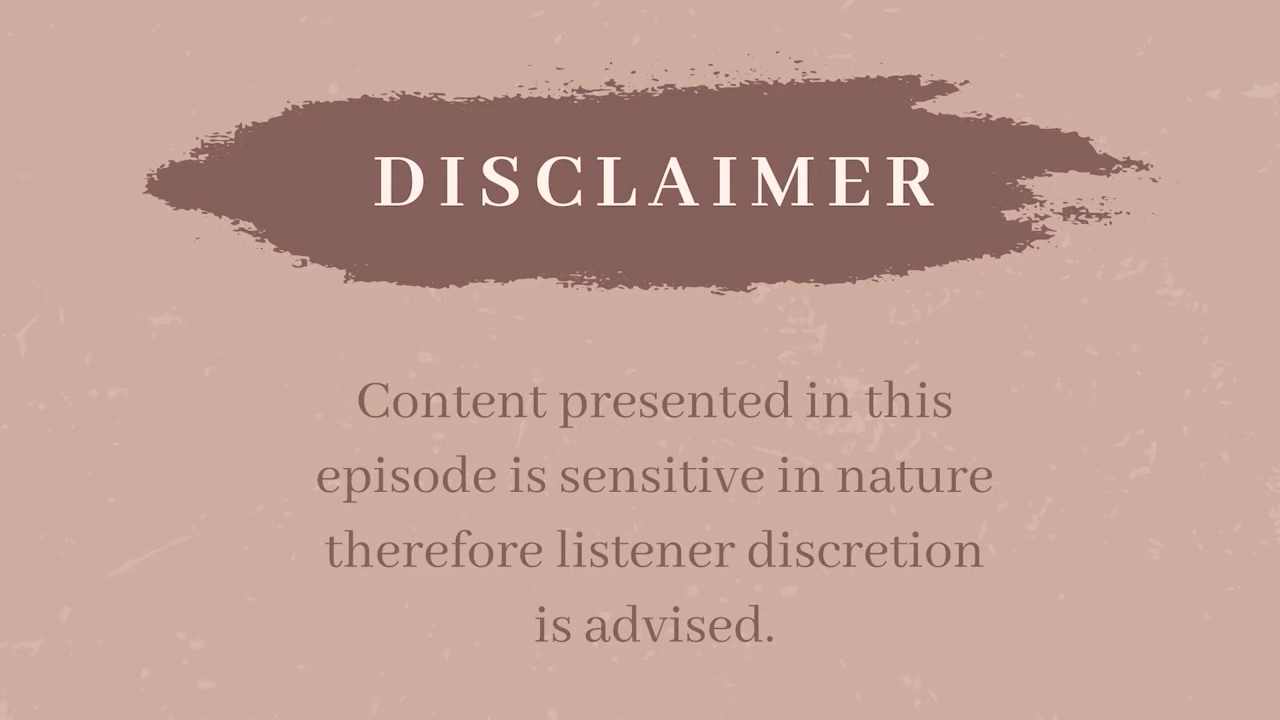 DISCLAIMER
Content presented in this
episode is sensitive in nature
therefore listener discretion
is advised.